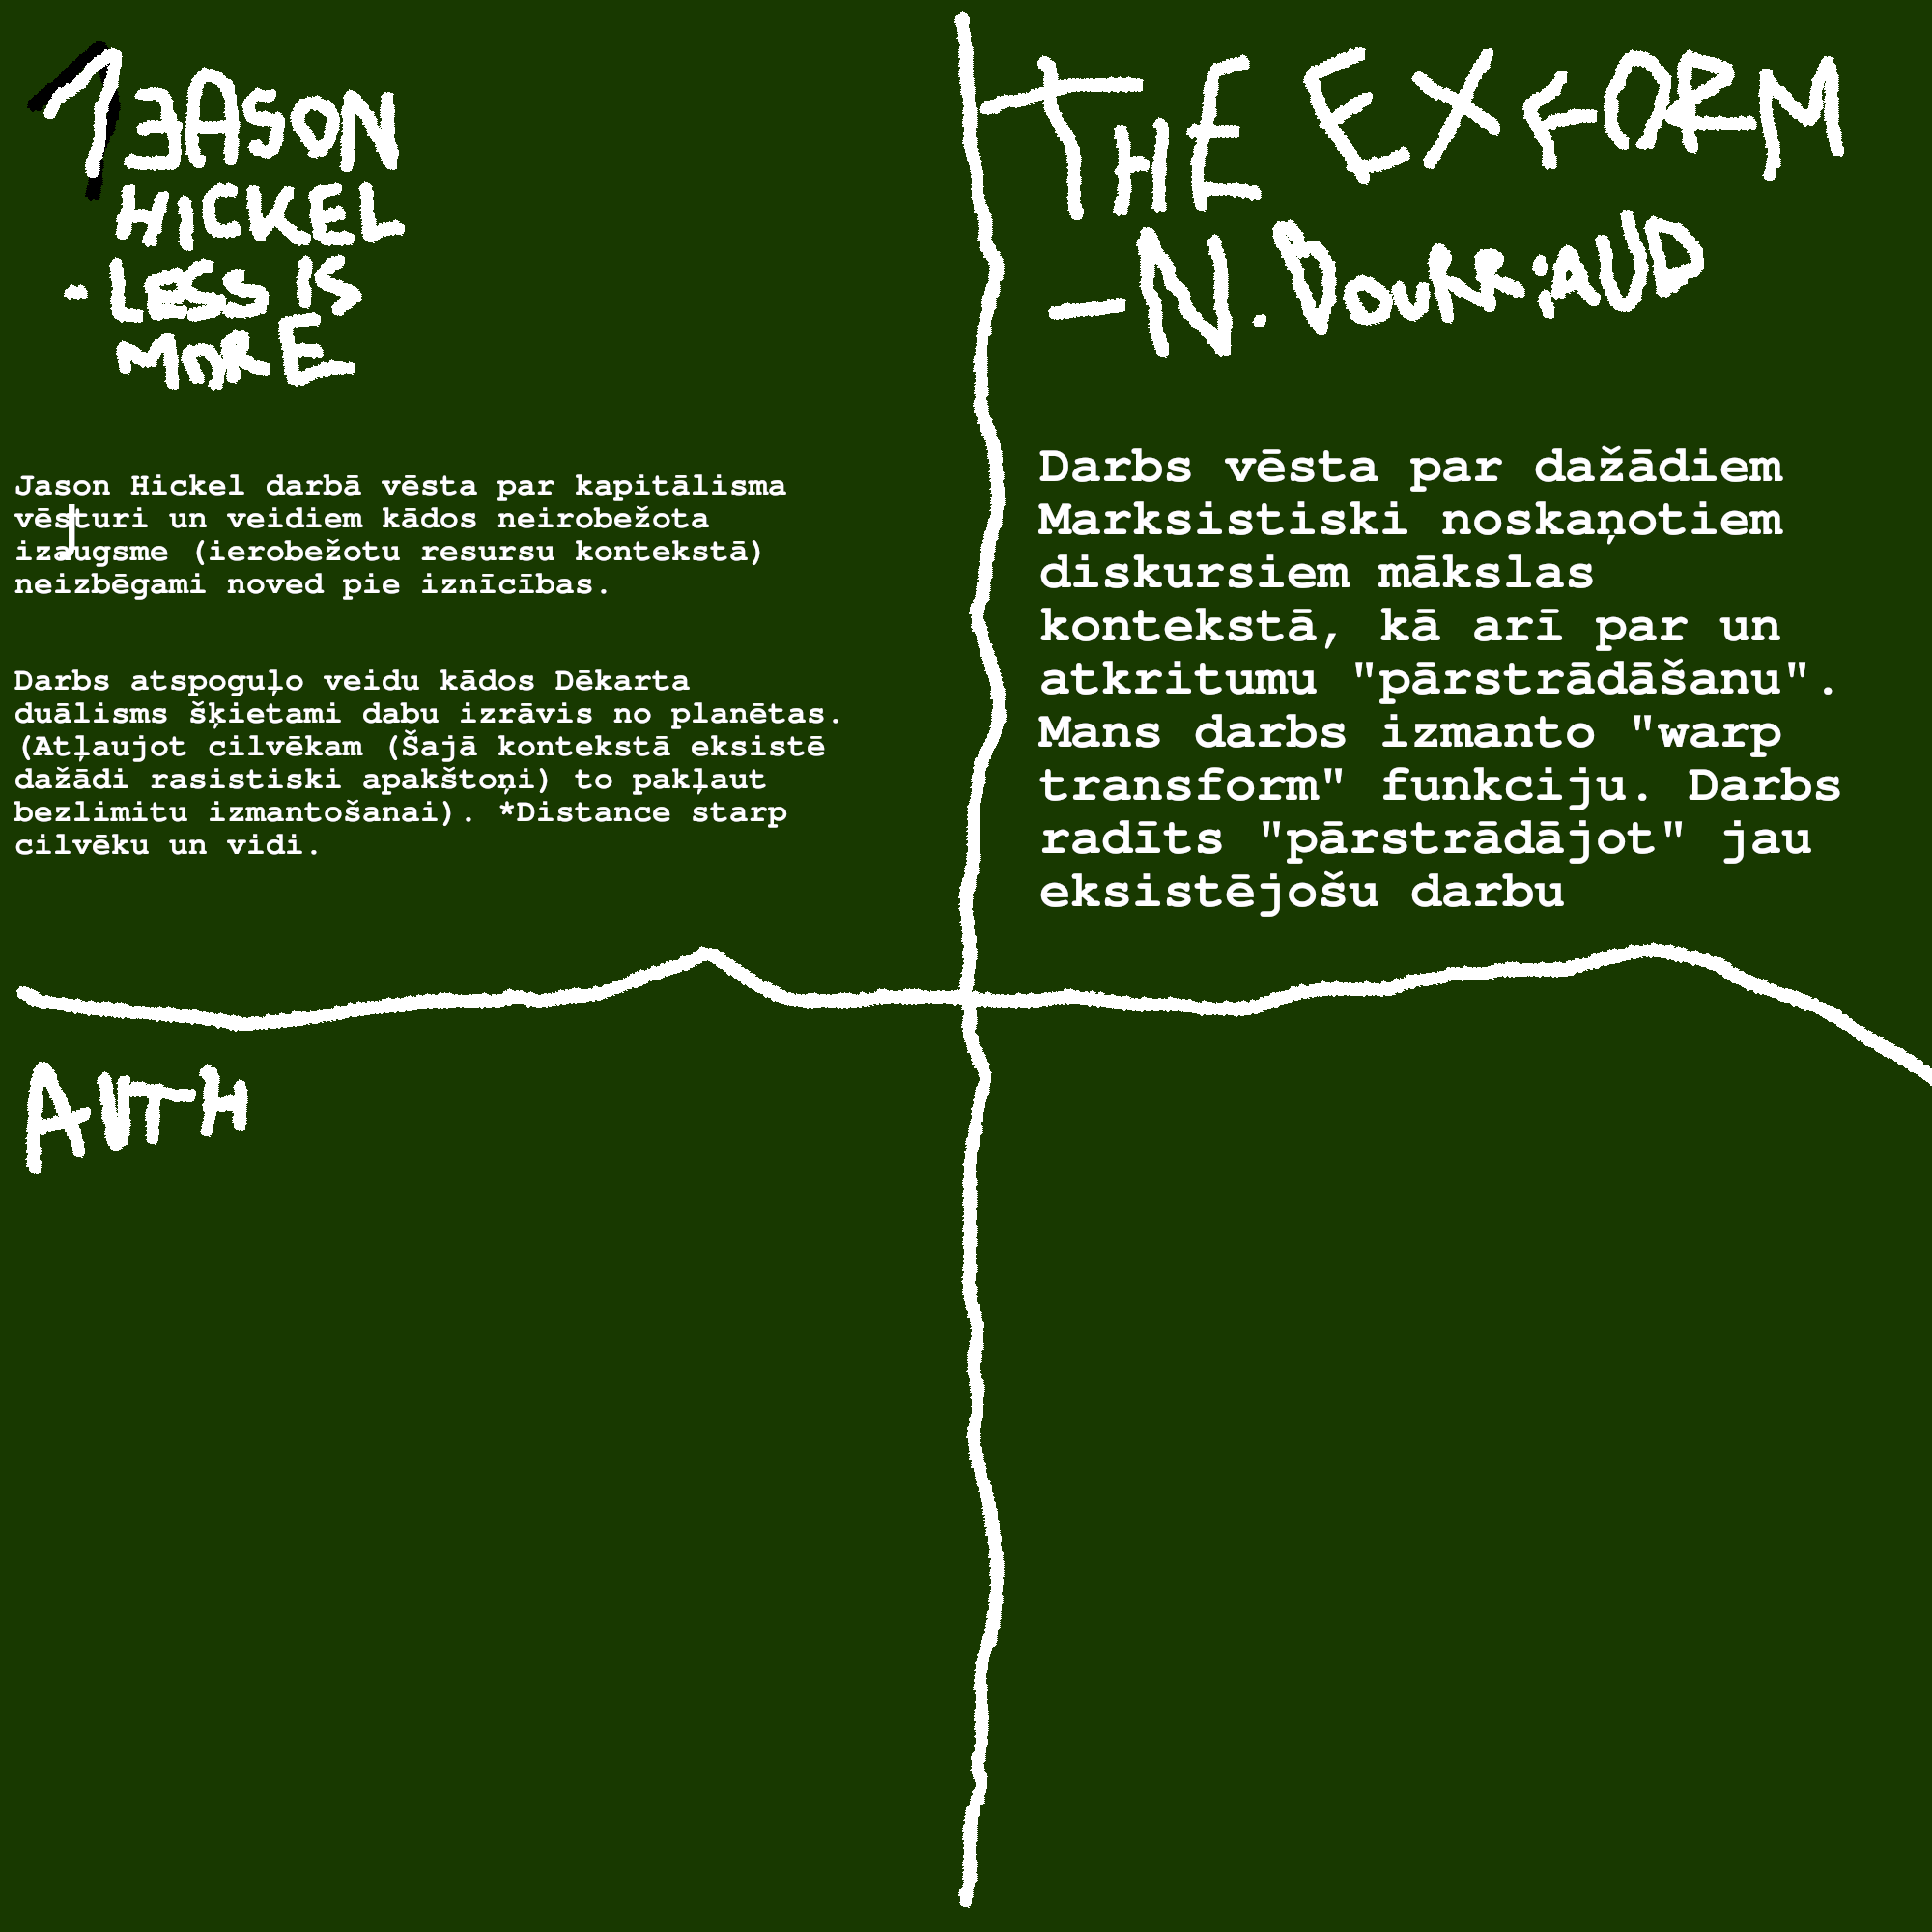 JEASON
HICKEL
- LESS IS
MORE
Jason Hickel darbā vēsta par kapitālisma
vēsturi un veidiem kādos neirobežota
izaugsme (ierobežotu resursu kontekstā)
neizbēgami noved pie iznīcības.
Darbs atspoguļo veidu kādos Dēkarta
duālisms šķietami dabu izrāvis no planētas.
(Atļaujot cilvēkam (Šajā kontekstā eksistē
dažādi rasistiski apakštoņi) to pakļaut
bezlimitu izmantošanai). *Distance starp
cilvēku un vidi.
THE EXFORM
- N. BOURRiAUD
Darbs vēsta par dažādiem
Marksistiski noskaņotiem
diskursiem mākslas
kontekstā, kā arī par un
atkritumu "pārstrādāšanu".
Mans darbs izmanto "warp
transform" funkciju. Darbs
radīts "pārstrādājot" jau
eksistējošu darbu
AUTH